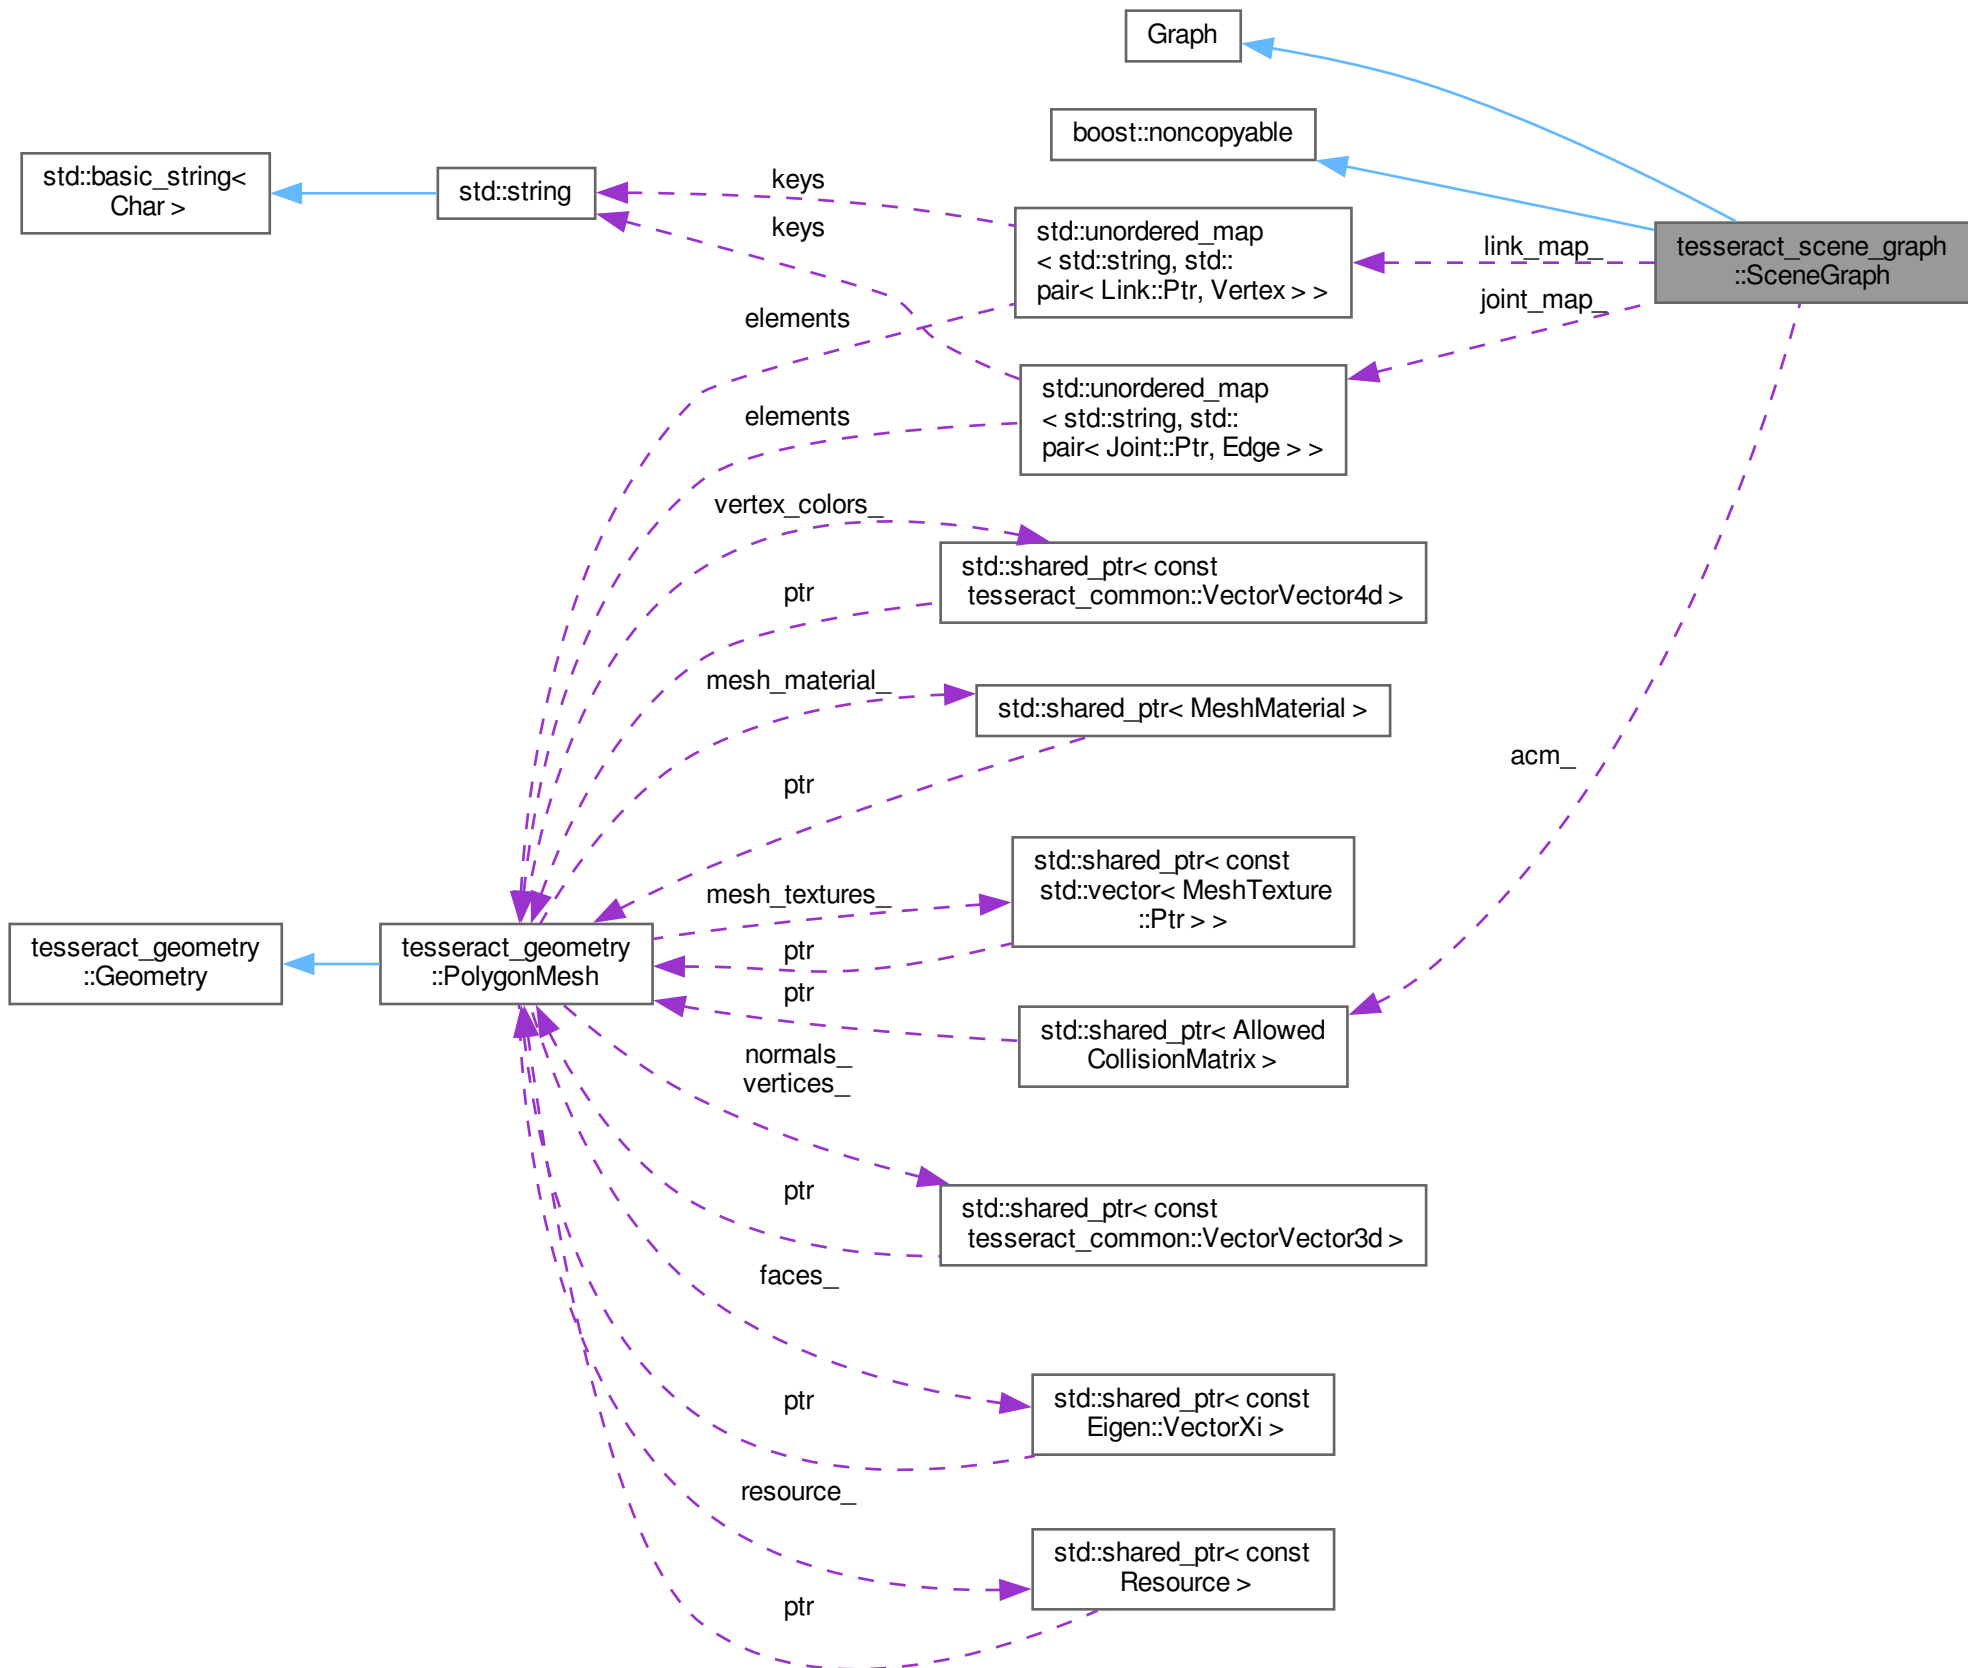 Graph
boost::noncopyable
std::basic_string<
Char >
std::string
keys
keys
std::unordered_map
< std::string, std::
pair< Link::Ptr, Vertex > >
link_map_
tesseract_scene_graph
::SceneGraph
joint_map_
elements
std::unordered_map
< std::string, std::
pair< Joint::Ptr, Edge > >
elements
vertex_colors_
std::shared_ptr< const
tesseract_common::VectorVector4d >
ptr
mesh_material_
std::shared_ptr< MeshMaterial >
acm_
ptr
std::shared_ptr< const
std::vector< MeshTexture
::Ptr > >
mesh_textures_
tesseract_geometry
::Geometry
tesseract_geometry
::PolygonMesh
ptr
ptr
std::shared_ptr< Allowed
CollisionMatrix >
normals_
vertices_
ptr
std::shared_ptr< const
tesseract_common::VectorVector3d >
faces_
ptr
std::shared_ptr< const
Eigen::VectorXi >
resource_
std::shared_ptr< const
Resource >
ptr